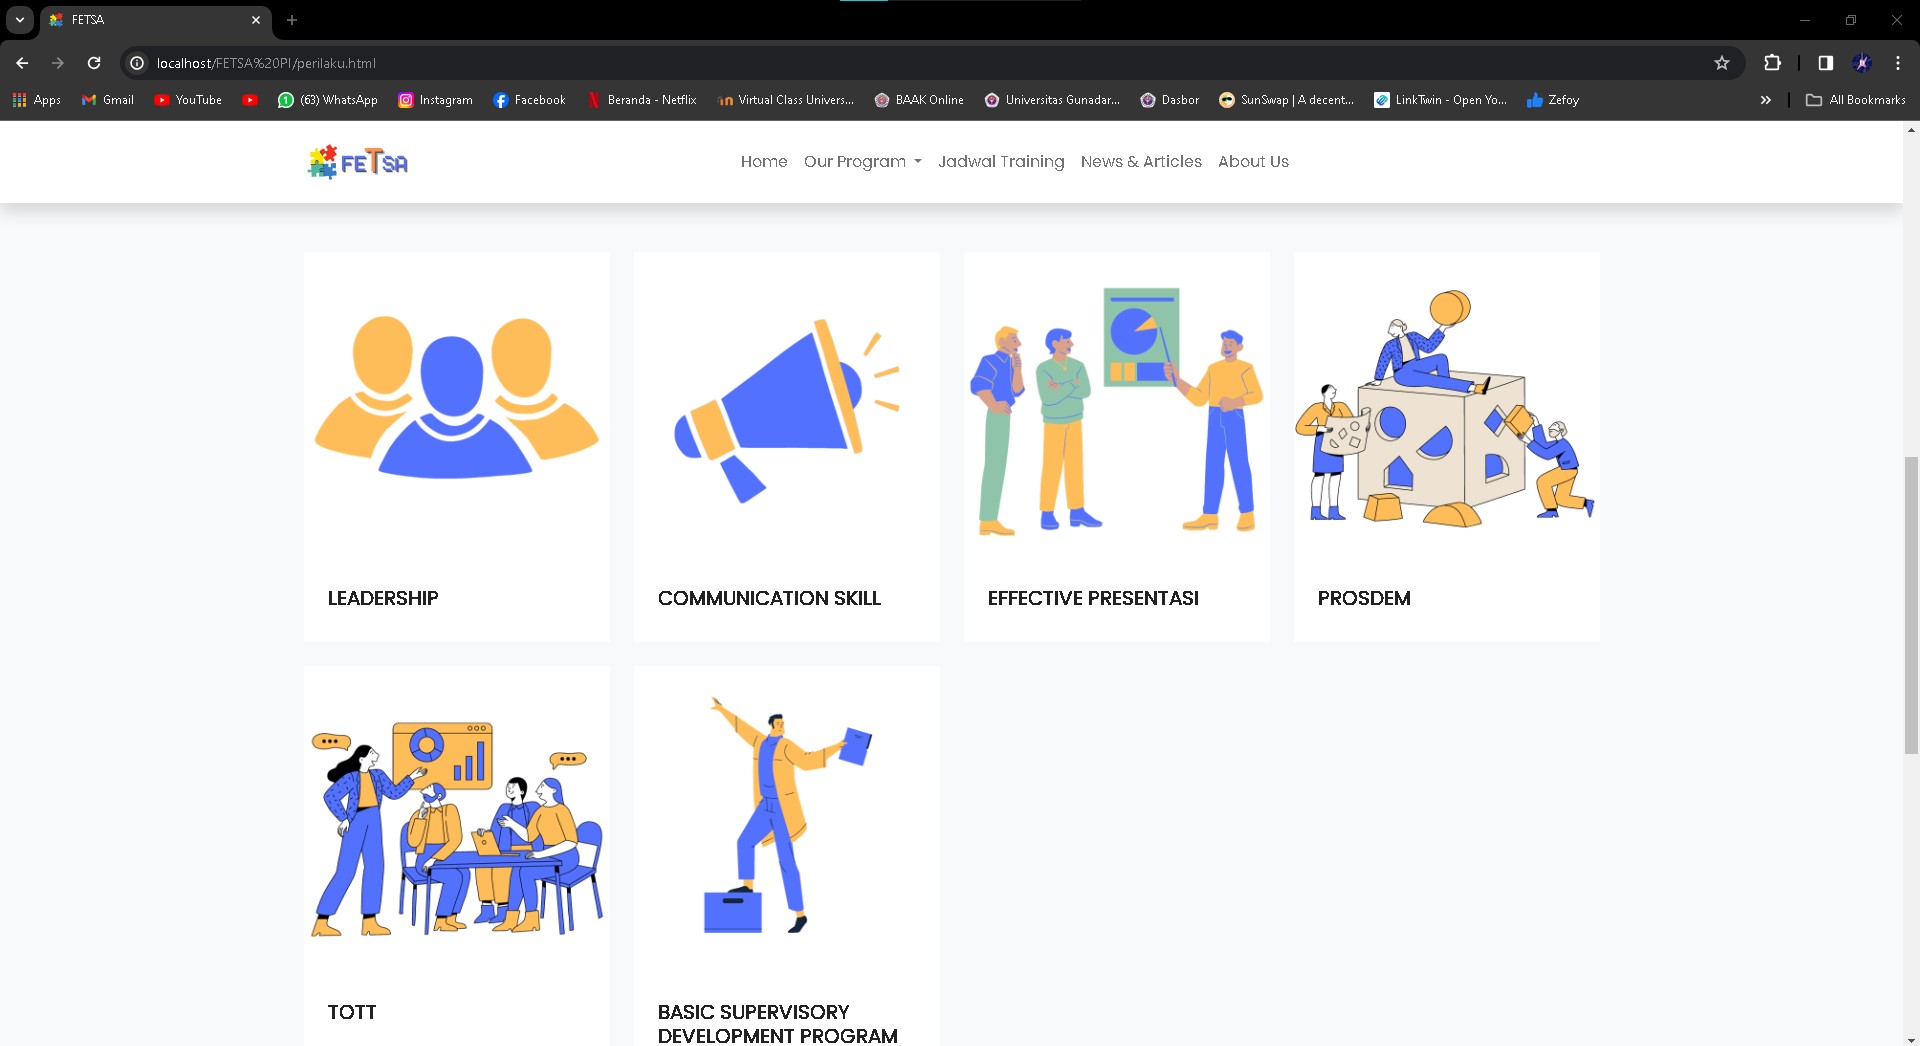 FETSA
localhost/FETSA%20PI/perilaku.html
Apps Gmail YouTube (63) WhatsApp Instagram Facebook Beranda - Netflix Virtual Class Univers... BAAK Online Universitas Gunadar... Dasbor SunSwap | A decent... LinkTwin - Open Yo... Zefoy All Bookmarks
FETSA Home Our Program Jadwal Training News & Articles About Us
LEADERSHIP COMMUNICATION SKILL EFFECTIVE PRESENTASI PROSDEM
TOTT
BASIC SUPERVISORY
DEVELOPMENT PROGRAM